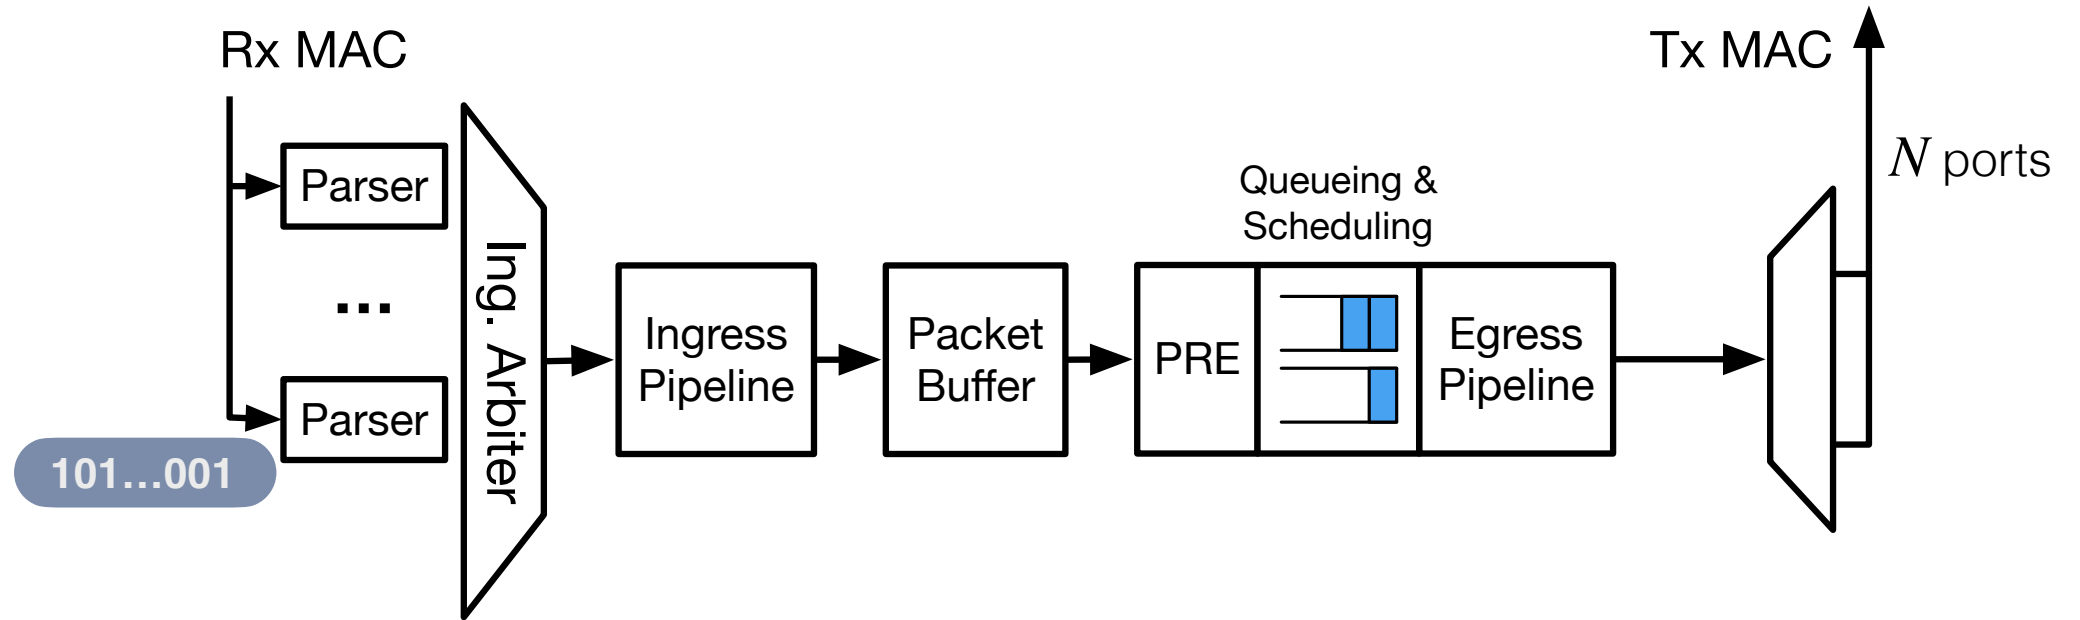 Rx MAC
Parser
...
Parser
101...001
Ing. Arbiter
Ingress
Pipeline
Packet
Buffer
PRE
Queueing &
Scheduling
Egress
Pipeline
Tx MAC
N ports